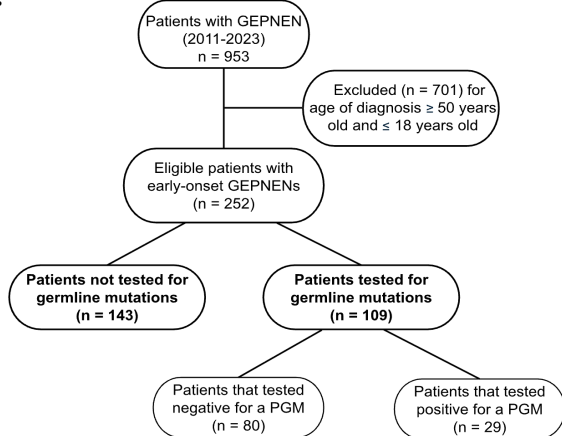 Patients with GEPNEN
(2011-2023)
n = 953
Excluded (n = 701) for
age of diagnosis ≥ 50 years
old and ≤ 18 years old
Eligible patients with
early-onset GEPNENs
(n = 252)
Patients not tested for
germline mutations
(n = 143)
Patients tested for
germline mutations
(n = 109)
Patients that tested
negative for a PGM
(n = 80)
Patients that tested
positive for a PGM
(n = 29)